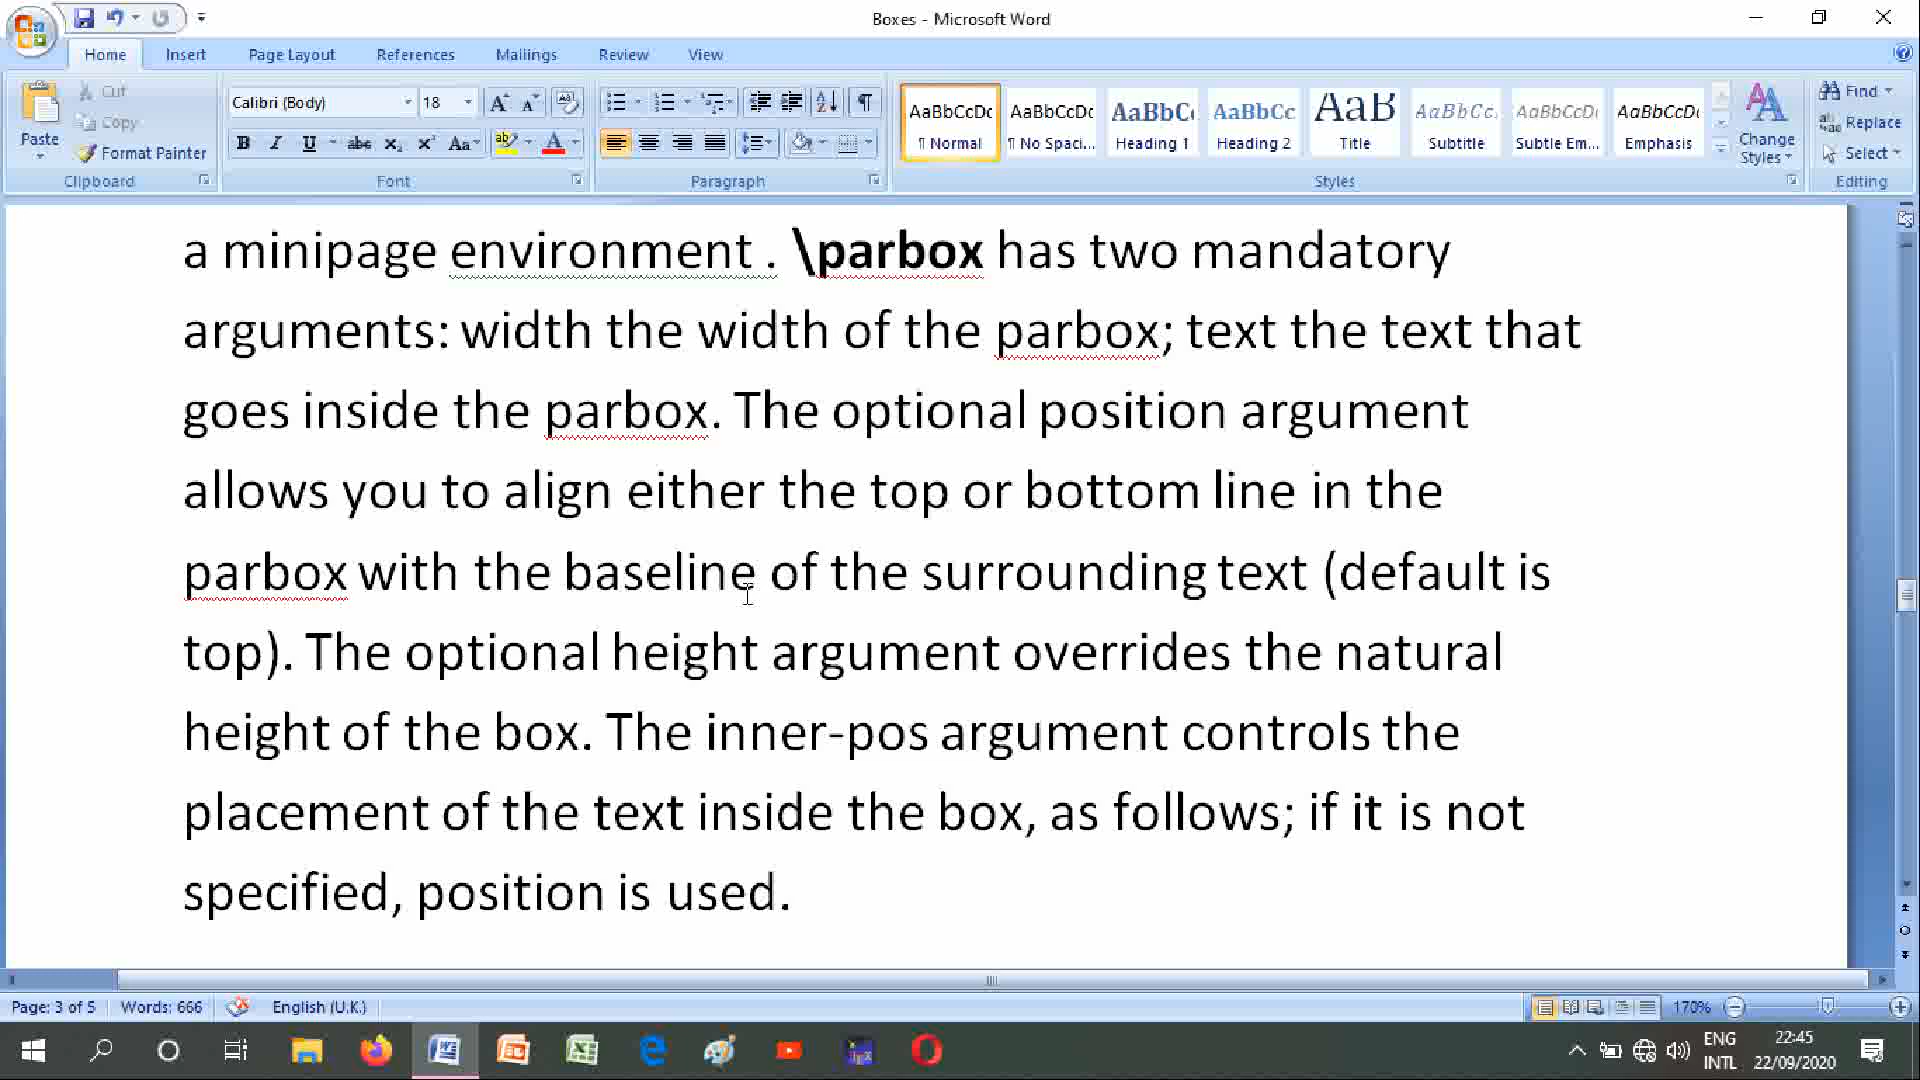 Boxes - Microsoft Word
Home Insert Page Layout References Mailings Review View
Paste
Cut
Copy
Format Painter
Clipboard
Calibri (Body) 18
Font
Paragraph
AaBbCcDc AaBbCcDc AaBbC AaBbCc AaB AaBbCc. AaBbCcDc AaBbCcDc
¶ Normal ¶ No Spaci... Heading 1 Heading 2 Title Subtitle Subtle Em... Emphasis
Change Styles
Styles
Find
Replace
Select
Editing
a minipage environment . \parbox has two mandatory
arguments: width the width of the parbox; text the text that
goes inside the parbox. The optional position argument
allows you to align either the top or bottom line in the
parbox with the baseline of the surrounding text (default is
top). The optional height argument overrides the natural
height of the box. The inner-pos argument controls the
placement of the text inside the box, as follows; if it is not
specified, position is used.
Page: 3 of 5 Words: 666 English (U.K.) 170%
ENG 22:45
INTL 22/09/2020